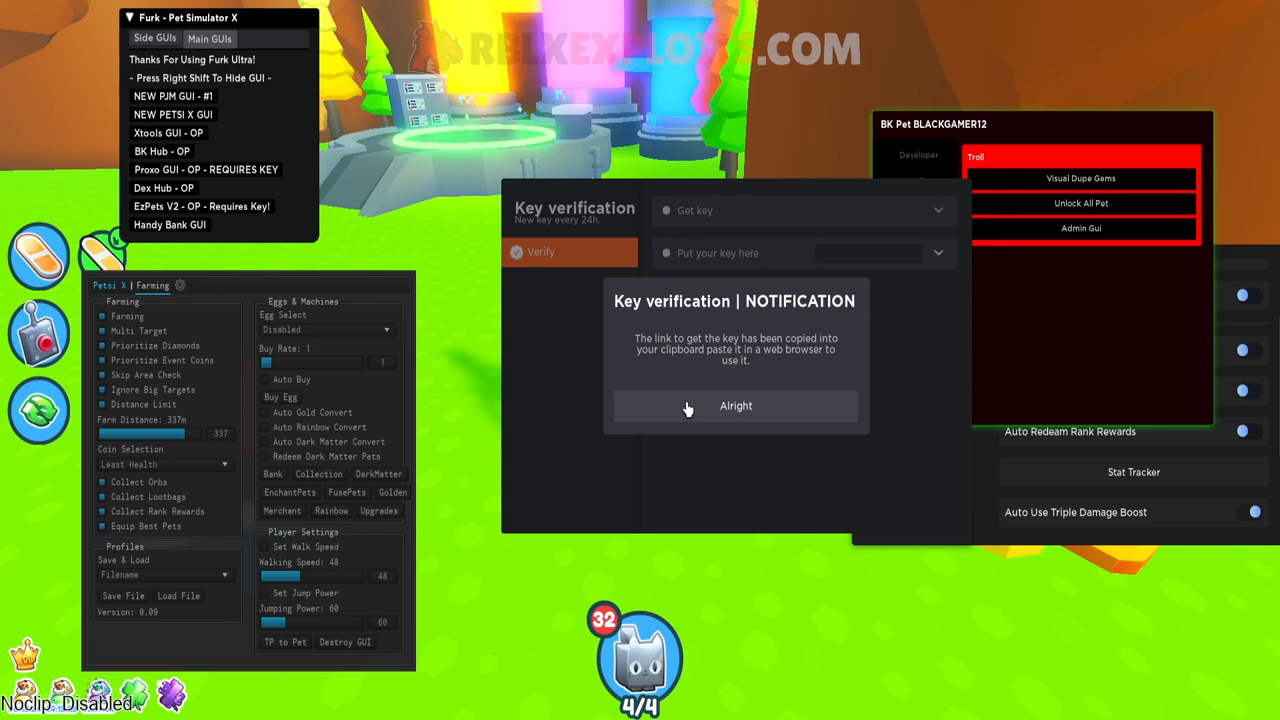 Furk - Pet Simulator X
Side GUIs Main GUIs
Thanks For Using Furk Ultra!
- Press Right Shift To Hide GUI -
NEW PJM GUI - #1
NEW PETSI X GUI
Xtools GUI - OP
BK Hub - OP
Proxo GUI - OP - REQUIRES KEY
Dex Hub - OP
EzPets V2 - OP - Requires Key!
Handy Bank GUI
RBLXEXPLOITS.COM
BK Pet BLACKGAMER12
Developer
Troll
Visual Dupe Gems
Unlock All Pet
Admin Gui
Key verification
New key every 24h.
Verify
Get key
Put your key here
Key verification | NOTIFICATION
The link to get the key has been copied into
your clipboard paste it in a web browser to
use it.
Alright
Auto Redeam Rank Rewards
Stat Tracker
Auto Use Triple Damage Boost
Petsi X | Farming
Farming
Farming
Multi Target
Prioritize Diamonds
Prioritize Event Coins
Skip Area Check
Ignore Big Targets
Distance Limit
Farm Distance: 337m
337
Coin Selection
Least Health
Collect Orbs
Collect Lootbags
Collect Rank Rewards
Equip Best Pets
Profiles
Save & Load
Filename
Save File Load File
Version: 0.09
Eggs & Machines
Egg Select
Disabled
Buy Rate: 1
1
Auto Buy
Buy Egg
Auto Gold Convert
Auto Rainbow Convert
Auto Dark Matter Convert
Redeem Dark Matter Pets
Bank Collection DarkMatter
EnchantPets FusePets Golden
Merchant Rainbow Upgrades
Player Settings
Set Walk Speed
Walking Speed: 48
48
Set Jump Power
Jumping Power: 60
60
TP to Pet Destroy GUI
32
4/4
VIP
Noclip: Disabled